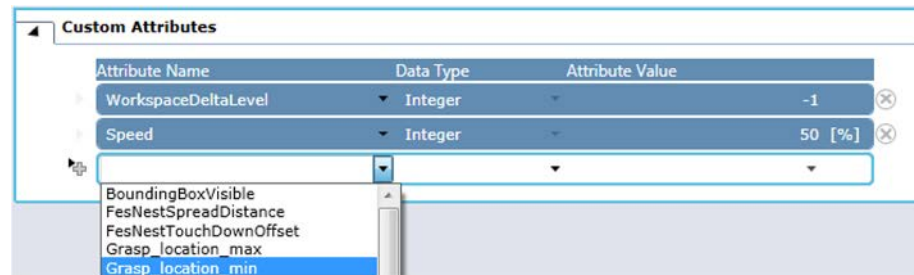 Custom Attributes
Attribute Name Data Type Attribute Value
WorkspaceDeltaLevel Integer -1
Speed Integer 50 [%]
BoundingBoxVisible
FesNestSpreadDistance
FesNestTouchDownOffset
Grasp_location_max
Grasp_location_min